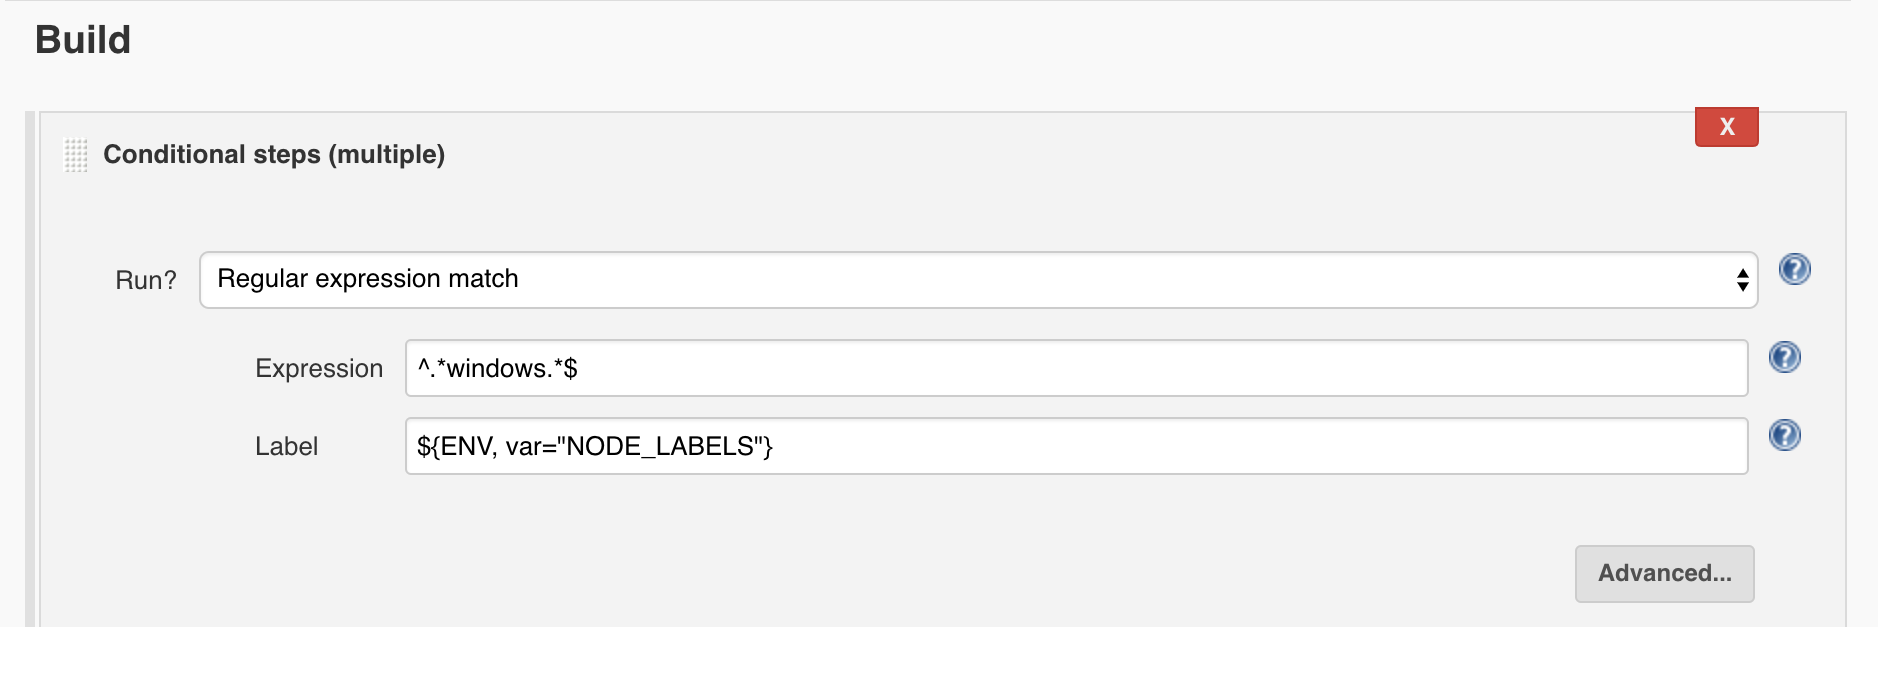 Build
X
Conditional steps (multiple)
Run? Regular expression match ?
Expression ^.*windows.*$ ?
Label ${ENV, var="NODE_LABELS"} ?
Advanced...